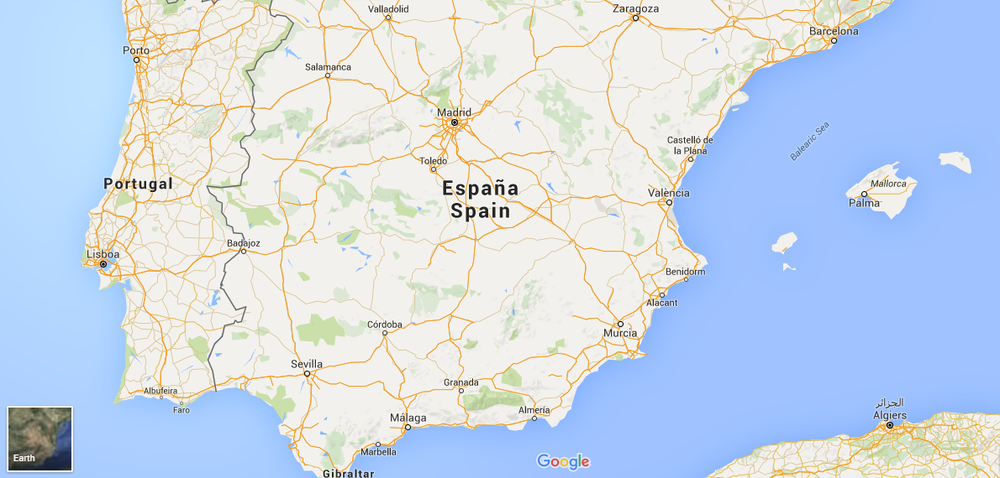 Valladolid
Zaragoza
Barcelona
Porto
Salamanca
Madrid
Castelló de
la Plana
Balearic Sea
Toledo
Portugal
España
Spain
València
Mallorca
Palma
Badajoz
Lisboa
Benidorm
Alacant
Córdoba
Murcia
Sevilla
Granada
Albufeira
Faro
Almería
Málaga
الجزائر
Algiers
Marbella
Earth
Google
Gibraltar